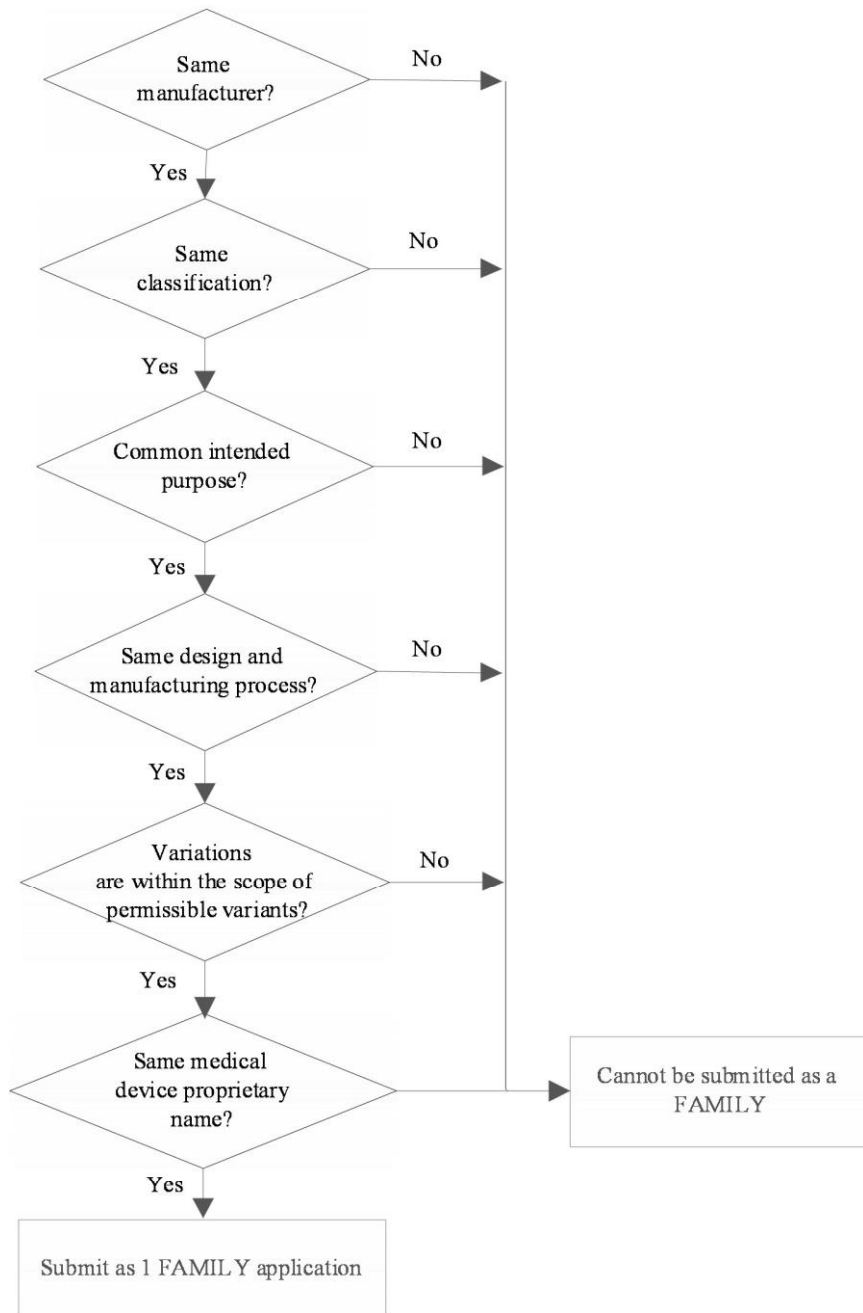 Same
manufacturer?
No
Yes
Same
classification?
No
Yes
Common intended
purpose?
No
Yes
Same design and
manufacturing process?
No
Yes
Variations
are within the scope of
permissible variants?
No
Yes
Same medical
device proprietary
name?
Cannot be submitted as a
FAMILY
Yes
Submit as 1 FAMILY application